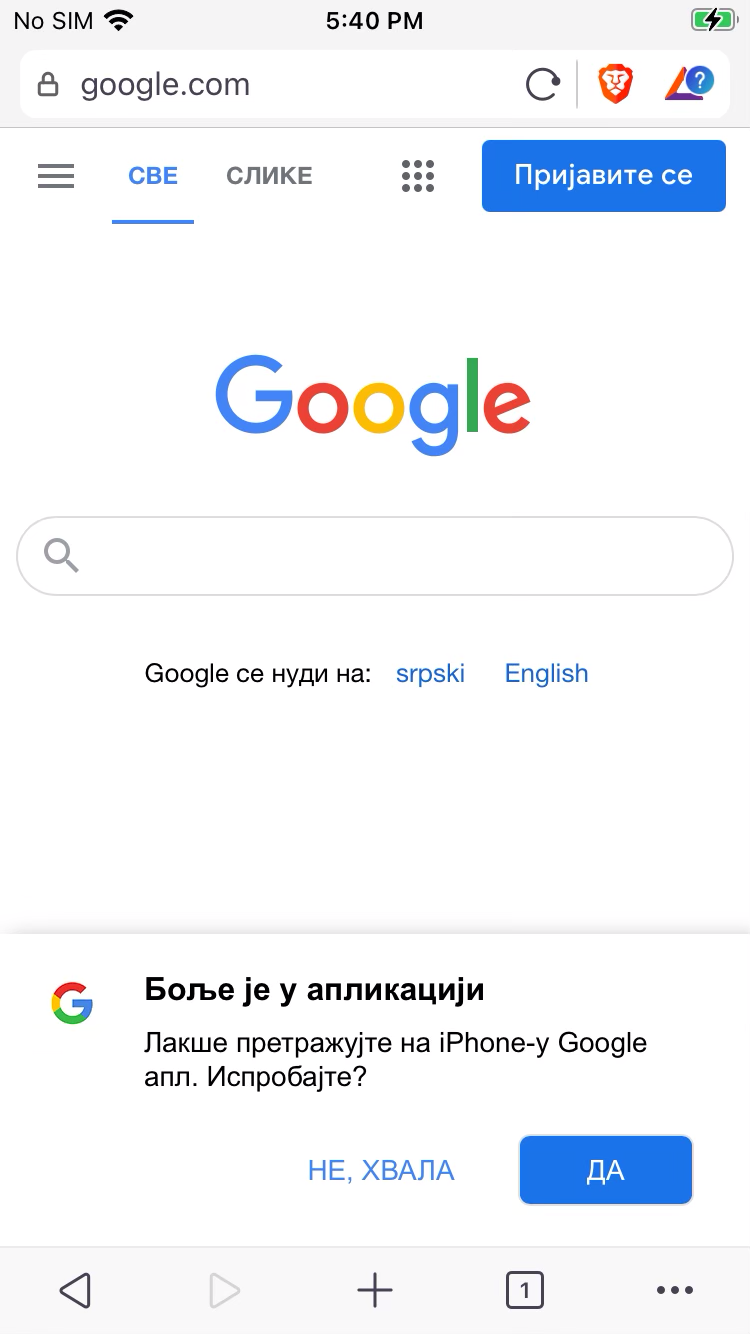 No SIM 5:40 PM
google.com
СВЕ СЛИКЕ Пријавите се
Google
Google се нуди на: srpski English
Боље је у апликацији
Лакше претражујте на iPhone-у Google
апл. Испробајте?
НЕ, ХВАЛА ДА
1